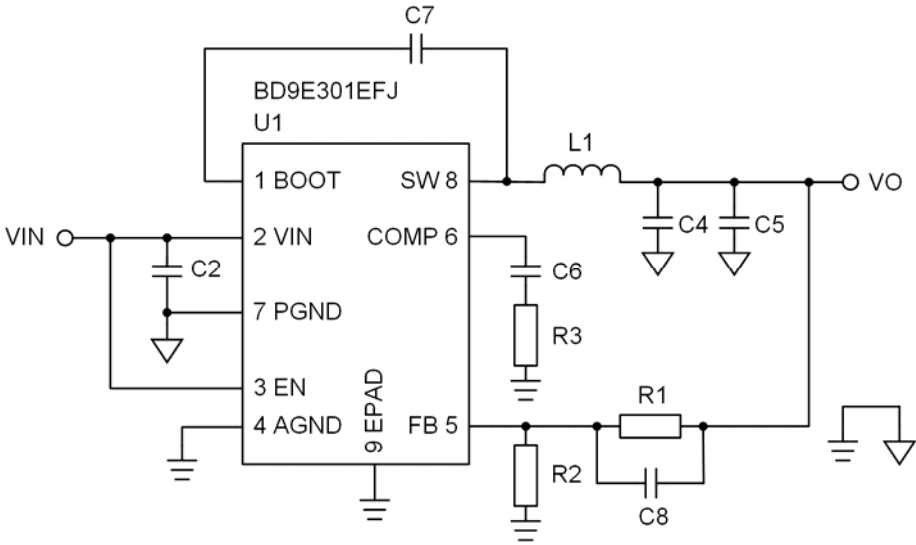 C7
BD9E301EFJ
U1
L1
1 BOOT
SW 8
VO
VIN
2 VIN
COMP 6
C4
C5
C2
C6
7 PGND
R3
3 EN
9 EPAD
R1
4 AGND
FB 5
R2
C8